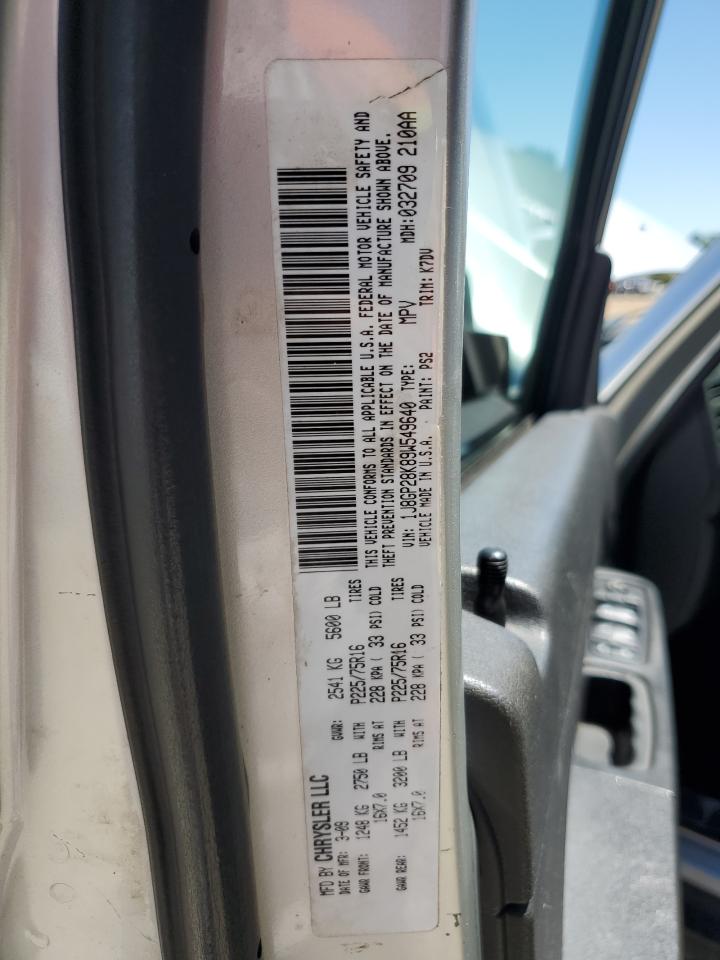 MFD BY CHRYSLER LLC
DATE OF MFR: 3-09 GVWR: 2541 KG 5600 LB
GAWR FRONT: 1248 KG 2750 LB WITH P225/75R16 TIRES
16X7.0 RIMS AT 228 KPA ( 33 PSI) COLD
GAWR REAR: 1452 KG 3200 LB WITH P225/75R16 TIRES
16X7.0 RIMS AT 228 KPA ( 33 PSI) COLD
THIS VEHICLE CONFORMS TO ALL APPLICABLE U.S.A. FEDERAL MOTOR VEHICLE SAFETY AND
THEFT PREVENTION STANDARDS IN EFFECT ON THE DATE OF MANUFACTURE SHOWN ABOVE.
VIN: 1J8GP28K89W549640 TYPE: MPV MDH:032709 210AA
VEHICLE MADE IN U.S.A. PAINT: PS2 TRIM: K7DV